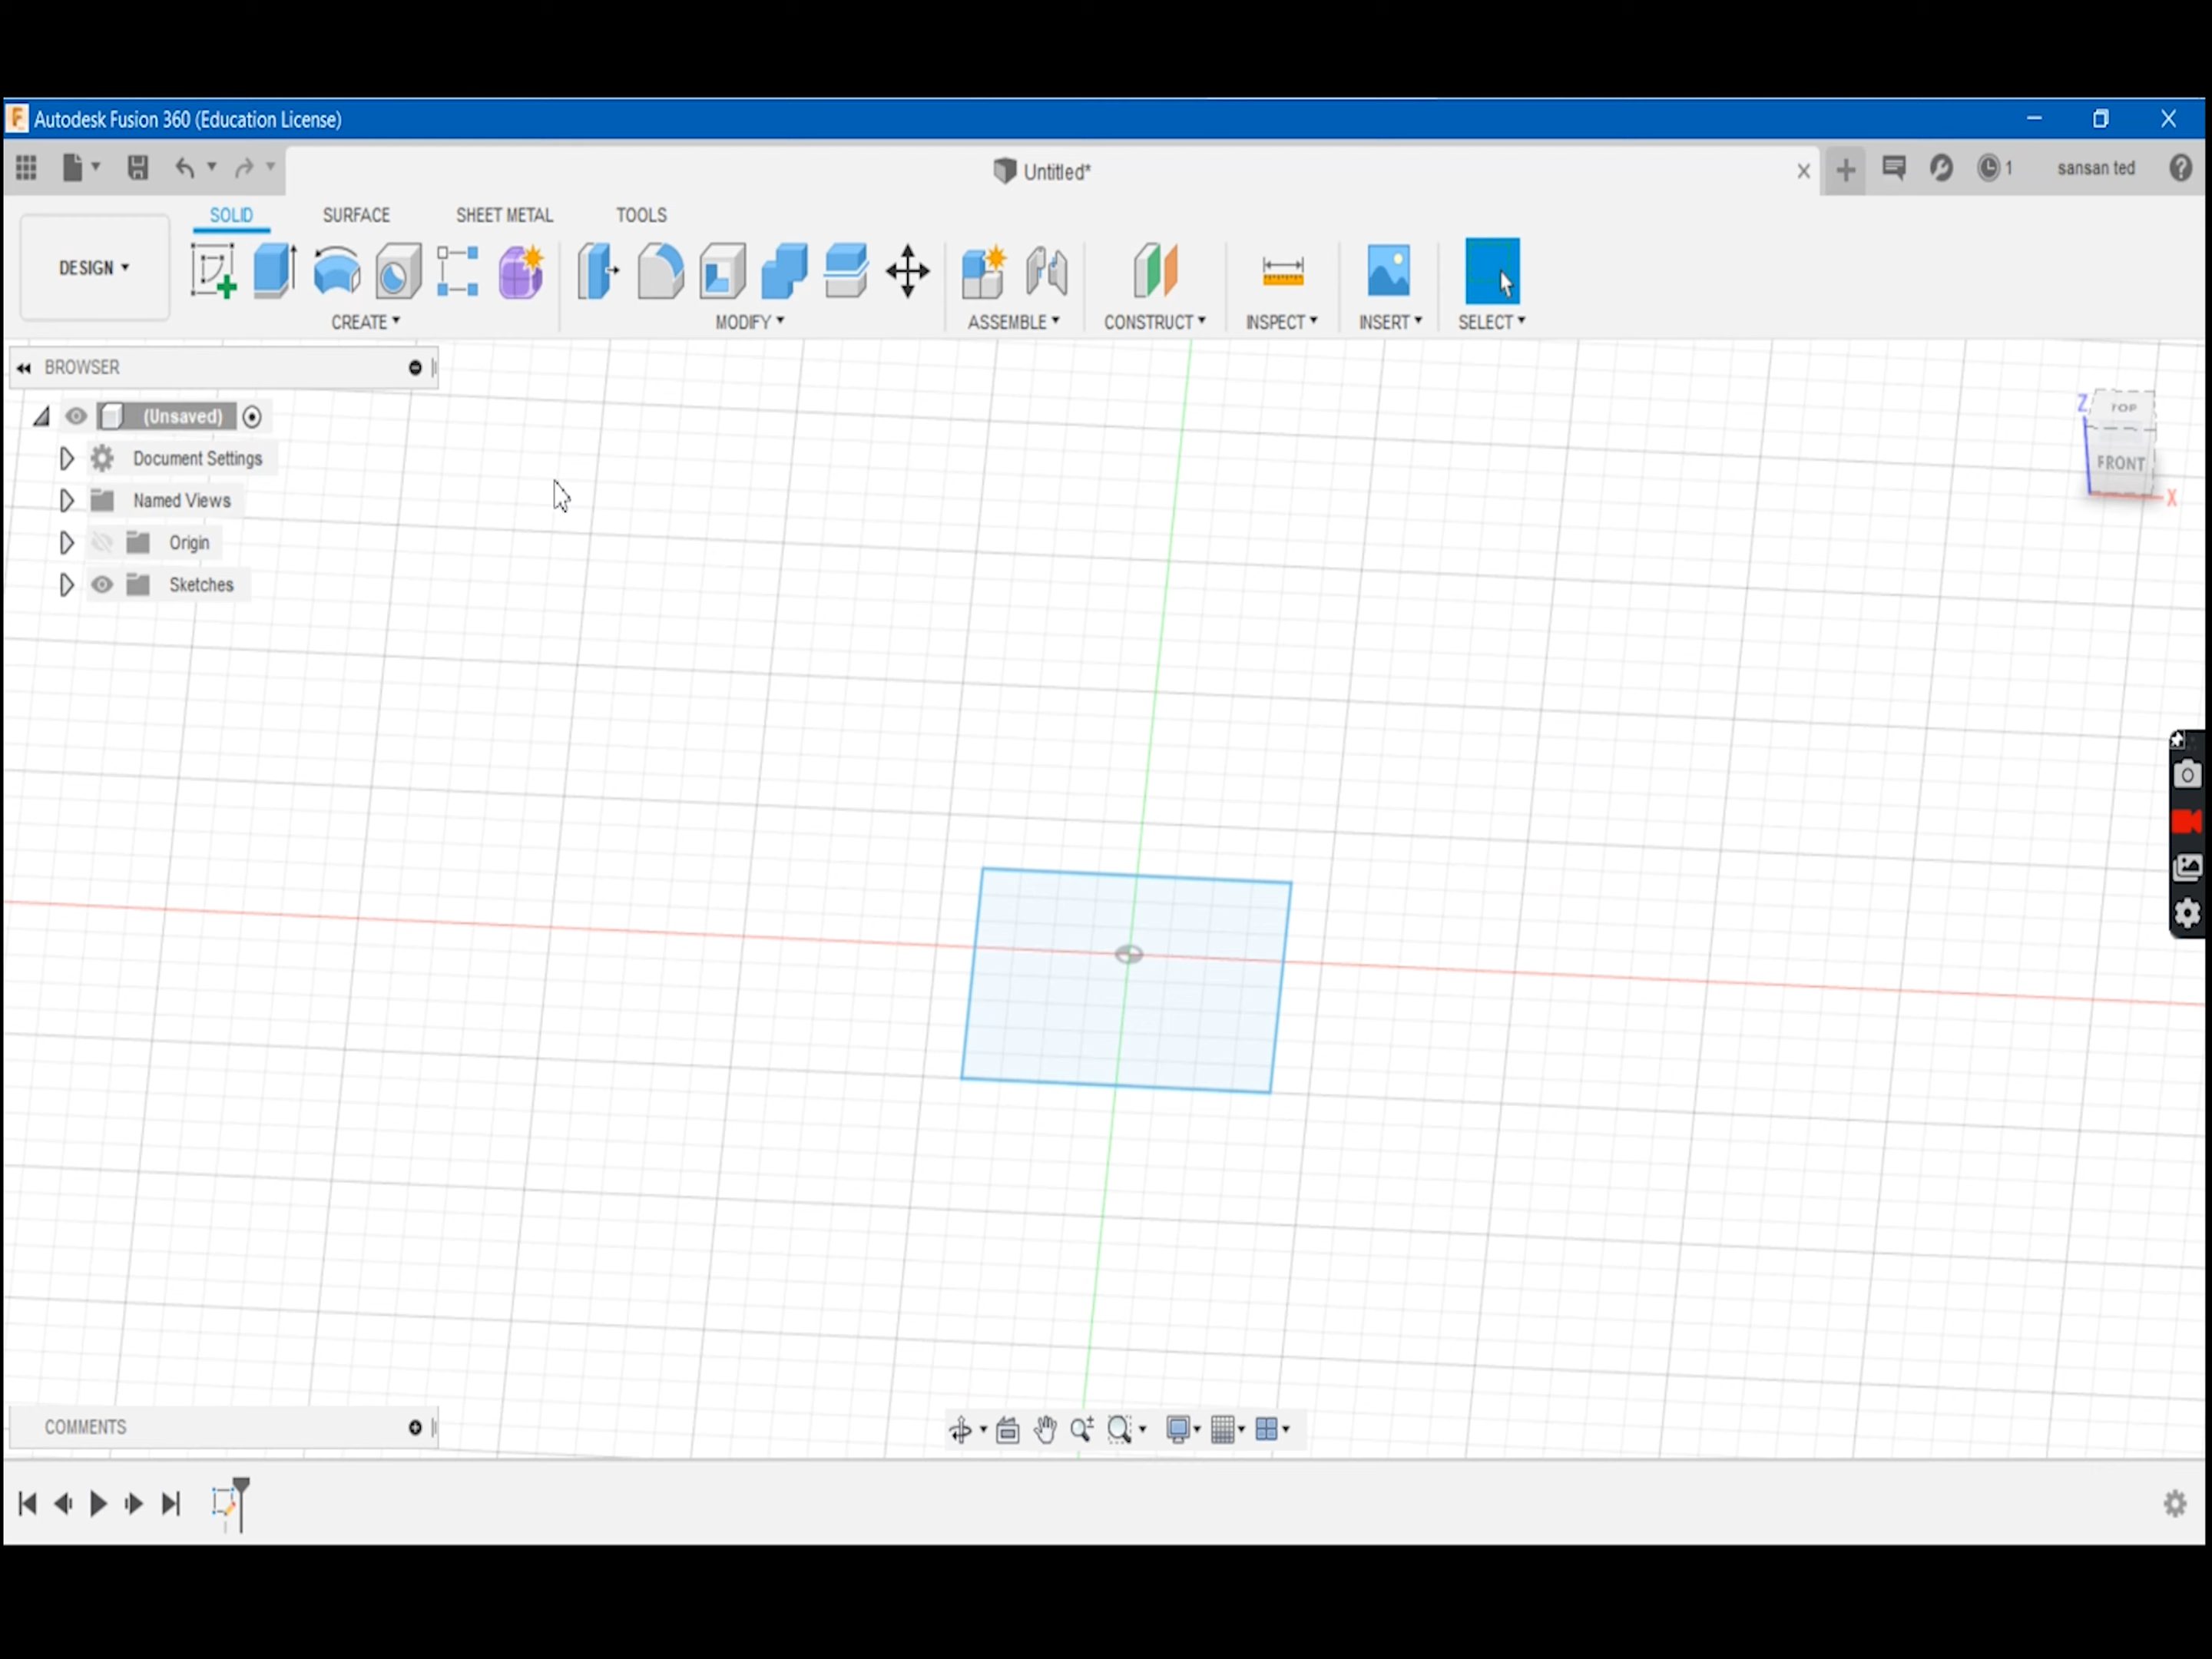 Autodesk Fusion 360 (Education License)
Untitled*
1
sansan ted
SOLID SURFACE SHEET METAL TOOLS
DESIGN
CREATE MODIFY ASSEMBLE CONSTRUCT INSPECT INSERT SELECT
BROWSER
(Unsaved)
Document Settings
Named Views
Origin
Sketches
Z
TOP
FRONT
X
COMMENTS